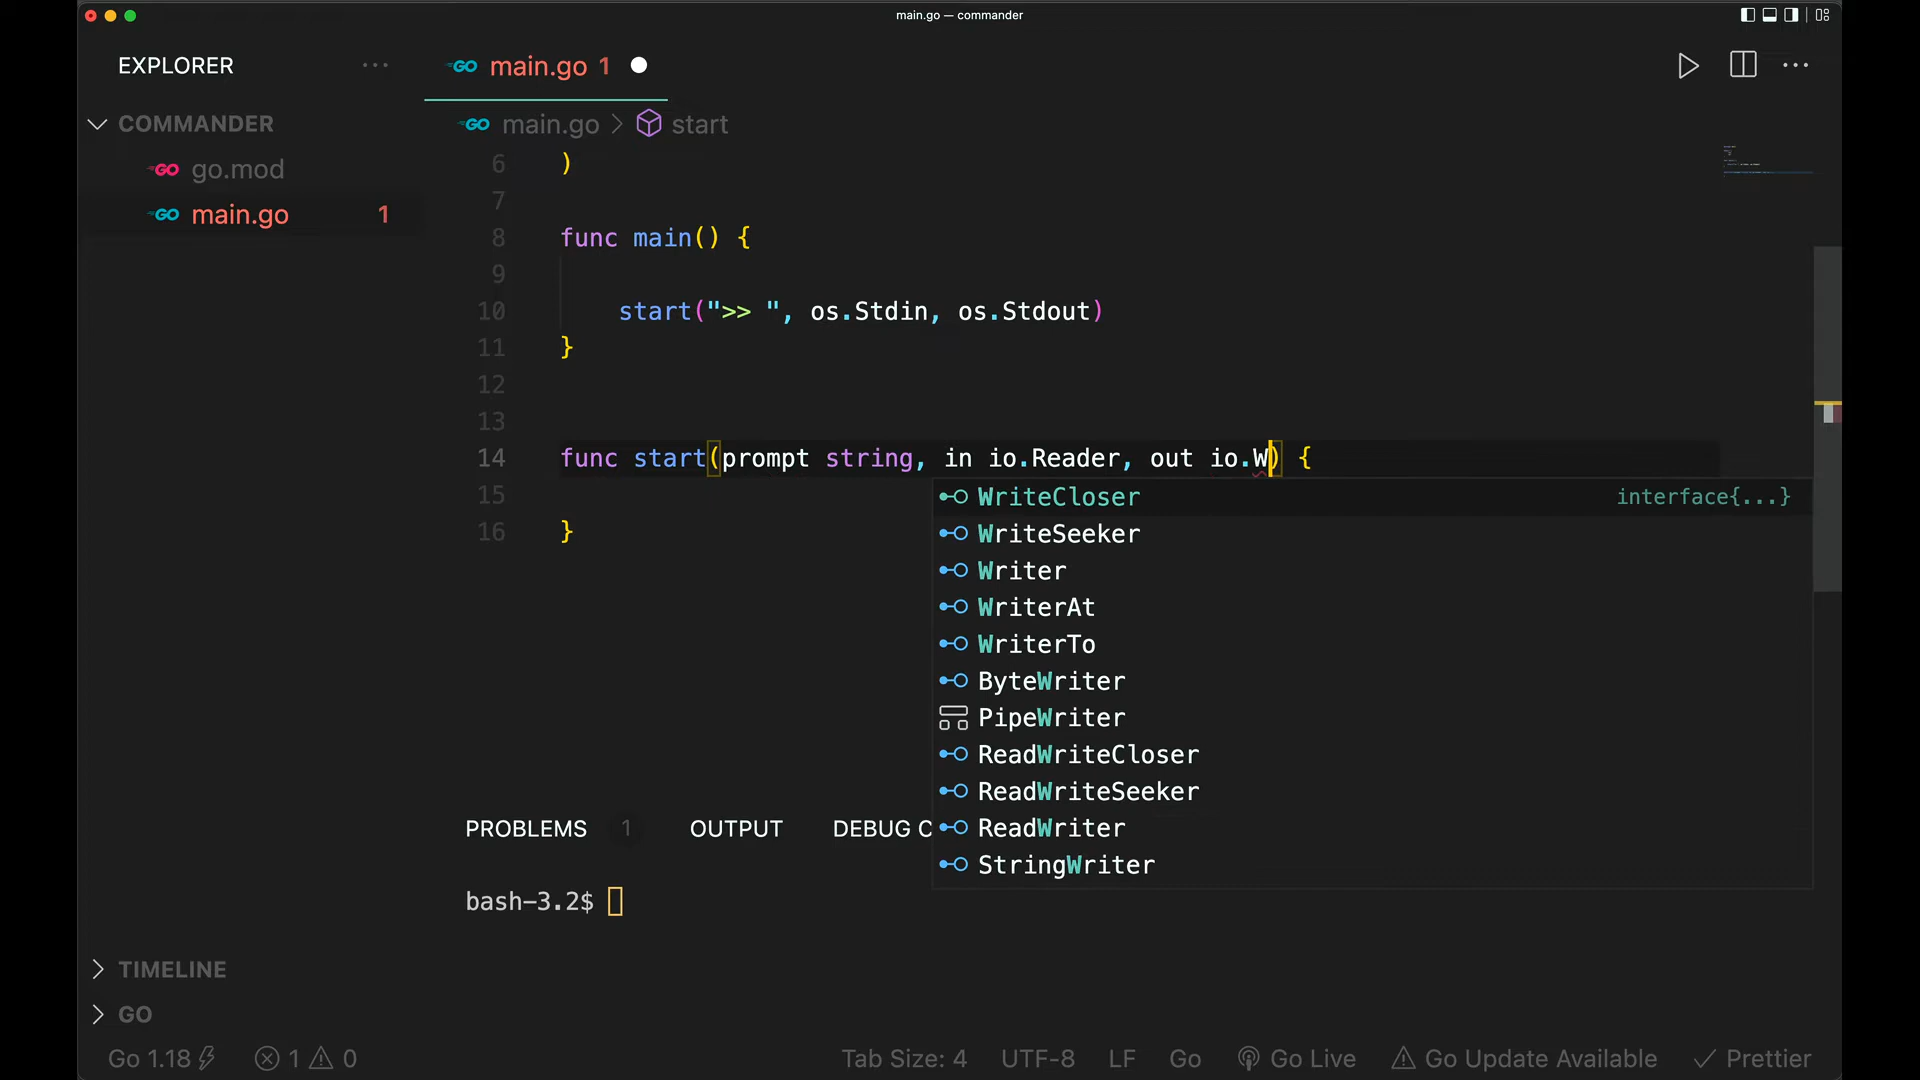 main.go — commander
EXPLORER ···
GO main.go 1
···
COMMANDER
GO main.go > start
GO go.mod
GO main.go 1
6 )
7
8 func main() {
9
10 start(">> ", os.Stdin, os.Stdout)
11 }
12
13
14 func start(prompt string, in io.Reader, out io.W) {
15
16 }
WriteCloser interface{...}
WriteSeeker
Writer
WriterAt
WriterTo
ByteWriter
PipeWriter
ReadWriteCloser
ReadWriteSeeker
ReadWriter
StringWriter
PROBLEMS 1 OUTPUT DEBUG C
bash-3.2$
TIMELINE
GO
Go 1.18 1 0 Tab Size: 4 UTF-8 LF Go Go Live Go Update Available Prettier